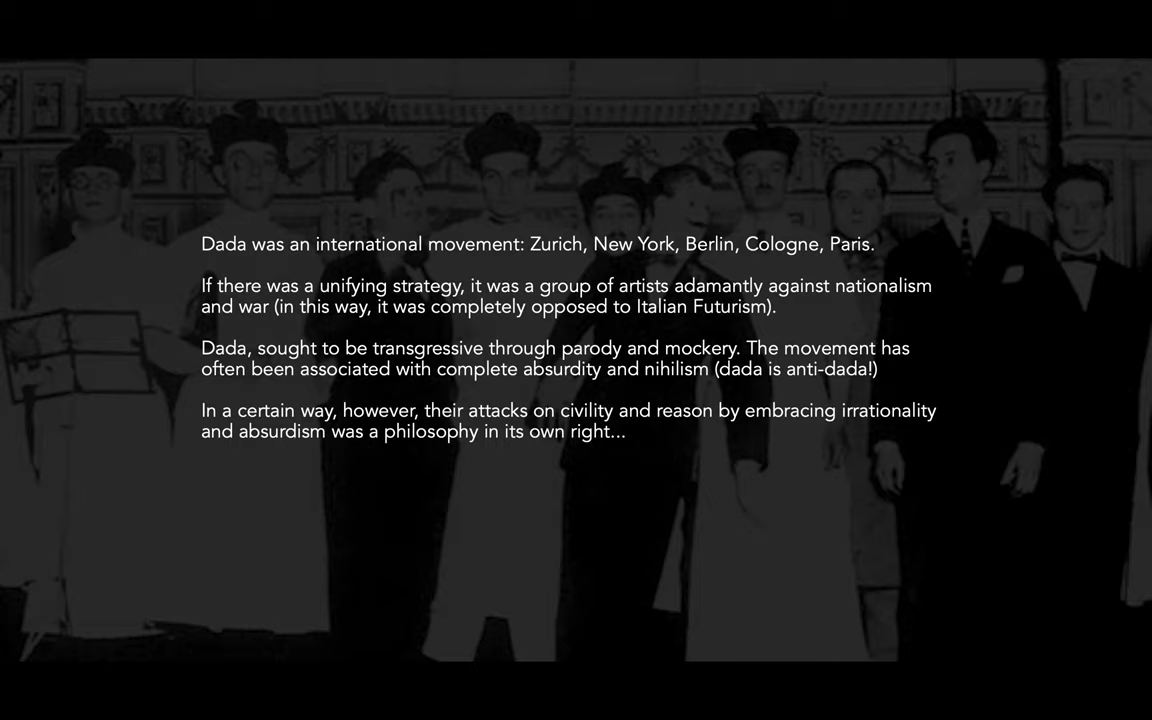 Dada was an international movement: Zurich, New York, Berlin, Cologne, Paris.
If there was a unifying strategy, it was a group of artists adamantly against nationalism
and war (in this way, it was completely opposed to Italian Futurism).
Dada, sought to be transgressive through parody and mockery. The movement has
often been associated with complete absurdity and nihilism (dada is anti-dada!)
In a certain way, however, their attacks on civility and reason by embracing irrationality
and absurdism was a philosophy in its own right...